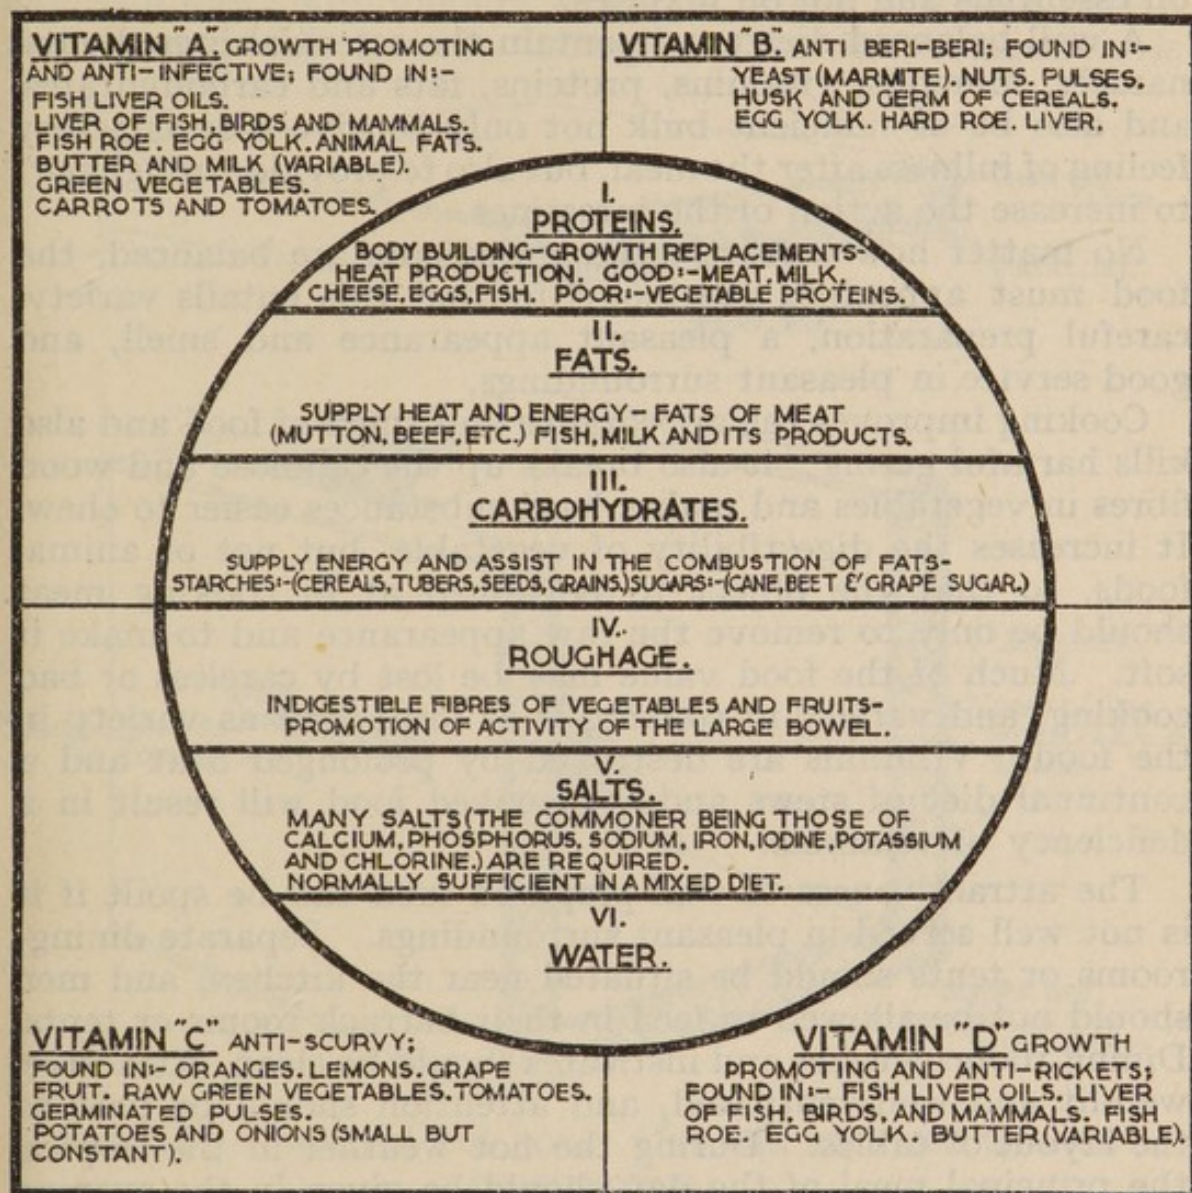 VITAMIN "A". GROWTH PROMOTING
AND ANTI-INFECTIVE; FOUND IN:-
FISH LIVER OILS.
LIVER OF FISH, BIRDS AND MAMMALS.
FISH ROE. EGG YOLK. ANIMAL FATS.
BUTTER AND MILK (VARIABLE).
GREEN VEGETABLES.
CARROTS AND TOMATOES.
VITAMIN "B". ANTI BERI-BERI; FOUND IN:-
YEAST (MARMITE). NUTS. PULSES.
HUSK AND GERM OF CEREALS.
EGG YOLK. HARD ROE. LIVER.
I.
PROTEINS.
BODY BUILDING-GROWTH REPLACEMENTS-
HEAT PRODUCTION. GOOD:-MEAT, MILK,
CHEESE, EGGS, FISH. POOR:-VEGETABLE PROTEINS.
II.
FATS.
SUPPLY HEAT AND ENERGY - FATS OF MEAT
(MUTTON, BEEF, ETC.) FISH, MILK AND ITS PRODUCTS.
III.
CARBOHYDRATES.
SUPPLY ENERGY AND ASSIST IN THE COMBUSTION OF FATS-
STARCHES:-(CEREALS, TUBERS, SEEDS, GRAINS.) SUGARS:-(CANE, BEET & GRAPE SUGAR.)
IV.
ROUGHAGE.
INDIGESTIBLE FIBRES OF VEGETABLES AND FRUITS-
PROMOTION OF ACTIVITY OF THE LARGE BOWEL.
V.
SALTS.
MANY SALTS (THE COMMONER BEING THOSE OF
CALCIUM, PHOSPHORUS. SODIUM, IRON, IODINE, POTASSIUM
AND CHLORINE.) ARE REQUIRED.
NORMALLY SUFFICIENT IN A MIXED DIET.
VI.
WATER.
VITAMIN "C" ANTI-SCURVY;
FOUND IN:- ORANGES. LEMONS. GRAPE
FRUIT. RAW GREEN VEGETABLES. TOMATOES.
GERMINATED PULSES.
POTATOES AND ONIONS (SMALL BUT
CONSTANT).
VITAMIN "D" GROWTH
PROMOTING AND ANTI-RICKETS;
FOUND IN:- FISH LIVER OILS. LIVER
OF FISH, BIRDS, AND MAMMALS. FISH
ROE. EGG YOLK. BUTTER (VARIABLE).